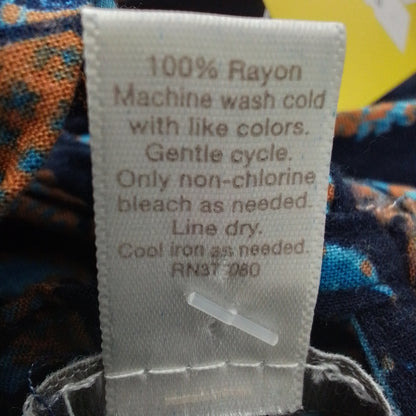 100% Rayon
Machine wash cold
with like colors.
Gentle cycle.
Only non-chlorine
bleach as needed.
Line dry.
Cool iron as needed.